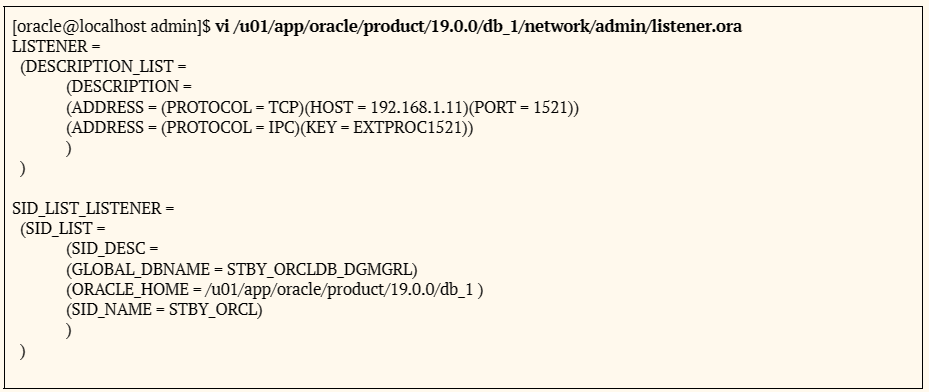 [oracle@localhost admin]$ vi /u01/app/oracle/product/19.0.0/db_1/network/admin/listener.ora
LISTENER =
(DESCRIPTION_LIST =
(DESCRIPTION =
(ADDRESS = (PROTOCOL = TCP)(HOST = 192.168.1.11)(PORT = 1521))
(ADDRESS = (PROTOCOL = IPC)(KEY = EXTPROC1521))
)
)
SID_LIST_LISTENER =
(SID_LIST =
(SID_DESC =
(GLOBAL_DBNAME = STBY_ORCLDB_DGMGRL)
(ORACLE_HOME = /u01/app/oracle/product/19.0.0/db_1 )
(SID_NAME = STBY_ORCL)
)
)